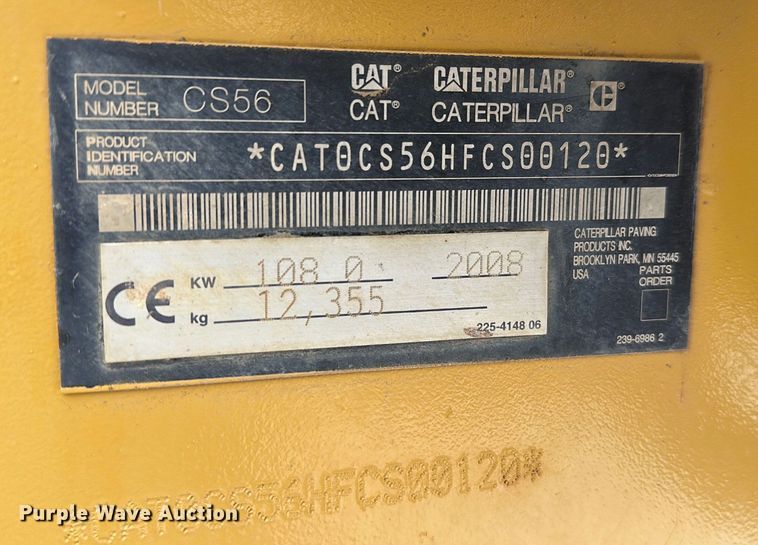 MODEL NUMBER CS56
CAT® CATERPILLAR®
CAT® CATERPILLAR® C
PRODUCT IDENTIFICATION NUMBER *CAT0CS56HFCS00120*
CATERPILLAR PAVING
PRODUCTS INC.
BROOKLYN PARK, MN 55445
USA
PARTS
ORDER
CE
KW 108 0 2008
kg 12,355
225-4148 06
239-6986 2
*CAT0CS56HFCS00120*
Purple Wave Auction